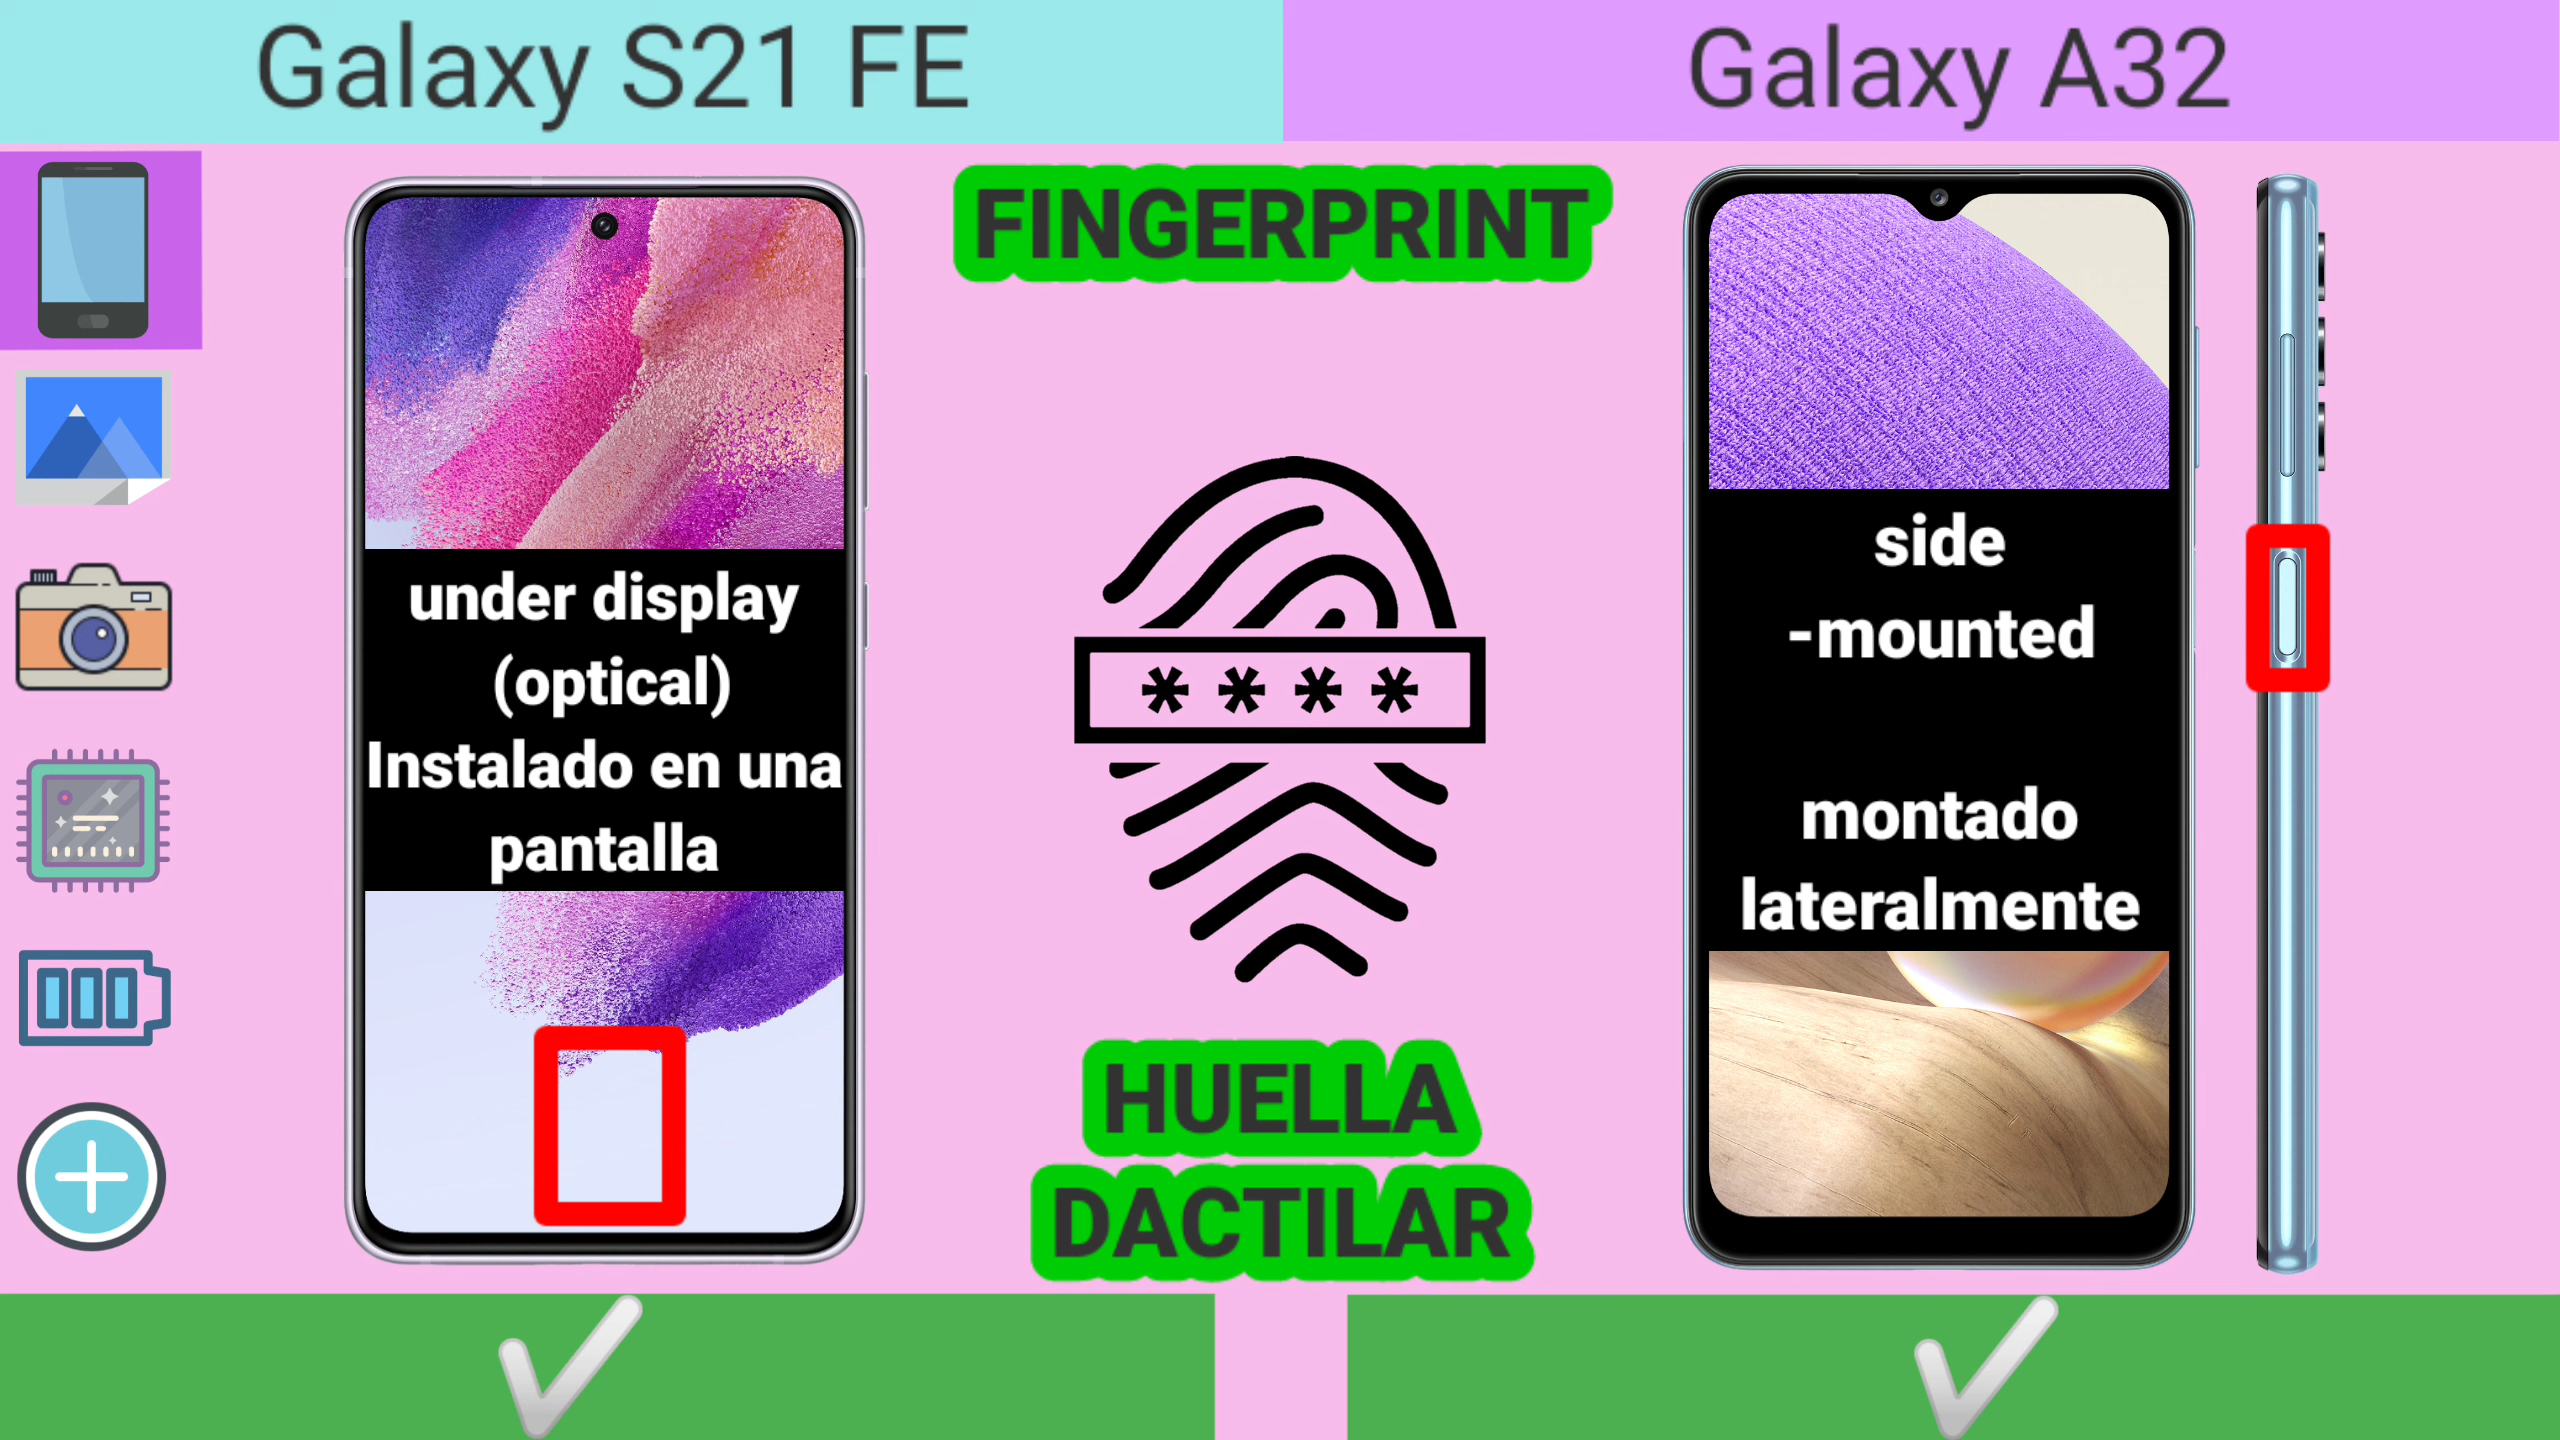 Galaxy S21 FE
Galaxy A32
FINGERPRINT
under display
(optical)
Instalado en una
pantalla
* * * *
side
-mounted
montado
lateralmente
HUELLA
DACTILAR